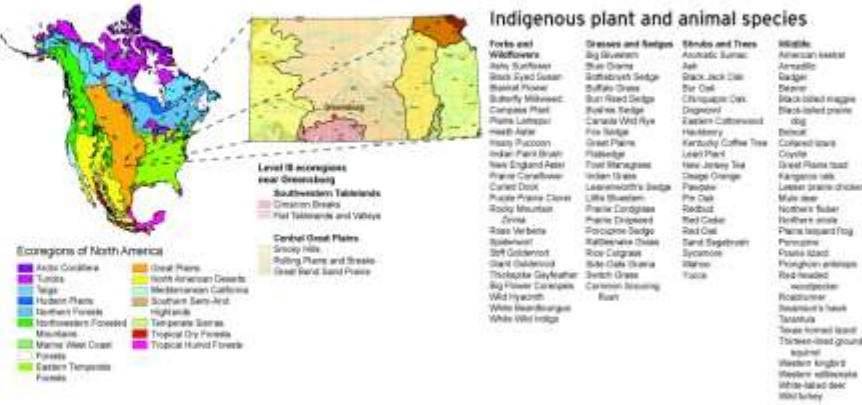 Indigenous plant and animal species
Forbs and
Wildflowers
Ashy Sunflower
Black Eyed Susan
Blanket Flower
Butterfly Milkweed
Compass Plant
Plains Larkspur
Heath Aster
Hoary Puccoon
Indian Paint Brush
New England Aster
Prairie Coneflower
Curled Dock
Purple Prairie Clover
Rocky Mountain
Zinnia
Rose Verbena
Spiderwort
Stiff Goldenrod
Giant Goldenrod
Thickspike Gayfeather
Big Flower Coreopsis
Wild Hyacinth
White Beardtongue
White Wild Indigo
Grasses and Sedges
Big Bluestem
Blue Grama
Bottlebrush Sedge
Buffalo Grass
Burr Reed Sedge
Bushes Sedge
Canada Wild Rye
Fox Sedge
Great Plains
Flatsedge
Fowl Managrass
Indian Grass
Leavenworth's Sedge
Little Bluestem
Prairie Cordgrass
Prairie Dropseed
Porcupine Sedge
Rattlesnake Grass
Rice Cutgrass
Side-Oats Grama
Switch Grass
Common Scouring
Rush
Shrubs and Trees
Aromatic Sumac
Ash
Black Jack Oak
Bur Oak
Chinquapin Oak
Dogwood
Eastern Cottonwood
Hackberry
Kentucky Coffee Tree
Lead Plant
New Jersey Tea
Osage Orange
Pawpaw
Pin Oak
Redbud
Red Cedar
Red Oak
Sand Sagebrush
Sycamore
Wahoo
Yucca
Wildlife
American kestrel
Armadillo
Badger
Beaver
Black-billed magpie
Black-tailed prairie
dog
Bobcat
Collared lizard
Coyote
Great Plains toad
Kangaroo rats
Lesser prairie chicken
Mule deer
Northern flicker
Northern oriole
Plains leopard frog
Porcupine
Prairie lizard
Pronghorn antelope
Red-headed
woodpecker
Roadrunner
Swainson's hawk
Tarantula
Texas horned lizard
Thirteen-lined ground
squirrel
Western kingbird
Western rattlesnake
White-tailed deer
Wild turkey
Greensburg
Level III ecoregions
near Greensburg
Southwestern Tablelands
Cimarron Breaks
Flat Tablelands and Valleys
Central Great Plains
Smoky Hills
Rolling Plains and Breaks
Great Bend Sand Prairie
Ecoregions of North America
Arctic Cordillera
Tundra
Taiga
Hudson Plains
Northern Forests
Northwestern Forested
Mountains
Marine West Coast
Forests
Eastern Temperate
Forests
Great Plains
North American Deserts
Mediterranean California
Southern Semi-Arid
Highlands
Temperate Sierras
Tropical Dry Forests
Tropical Humid Forests